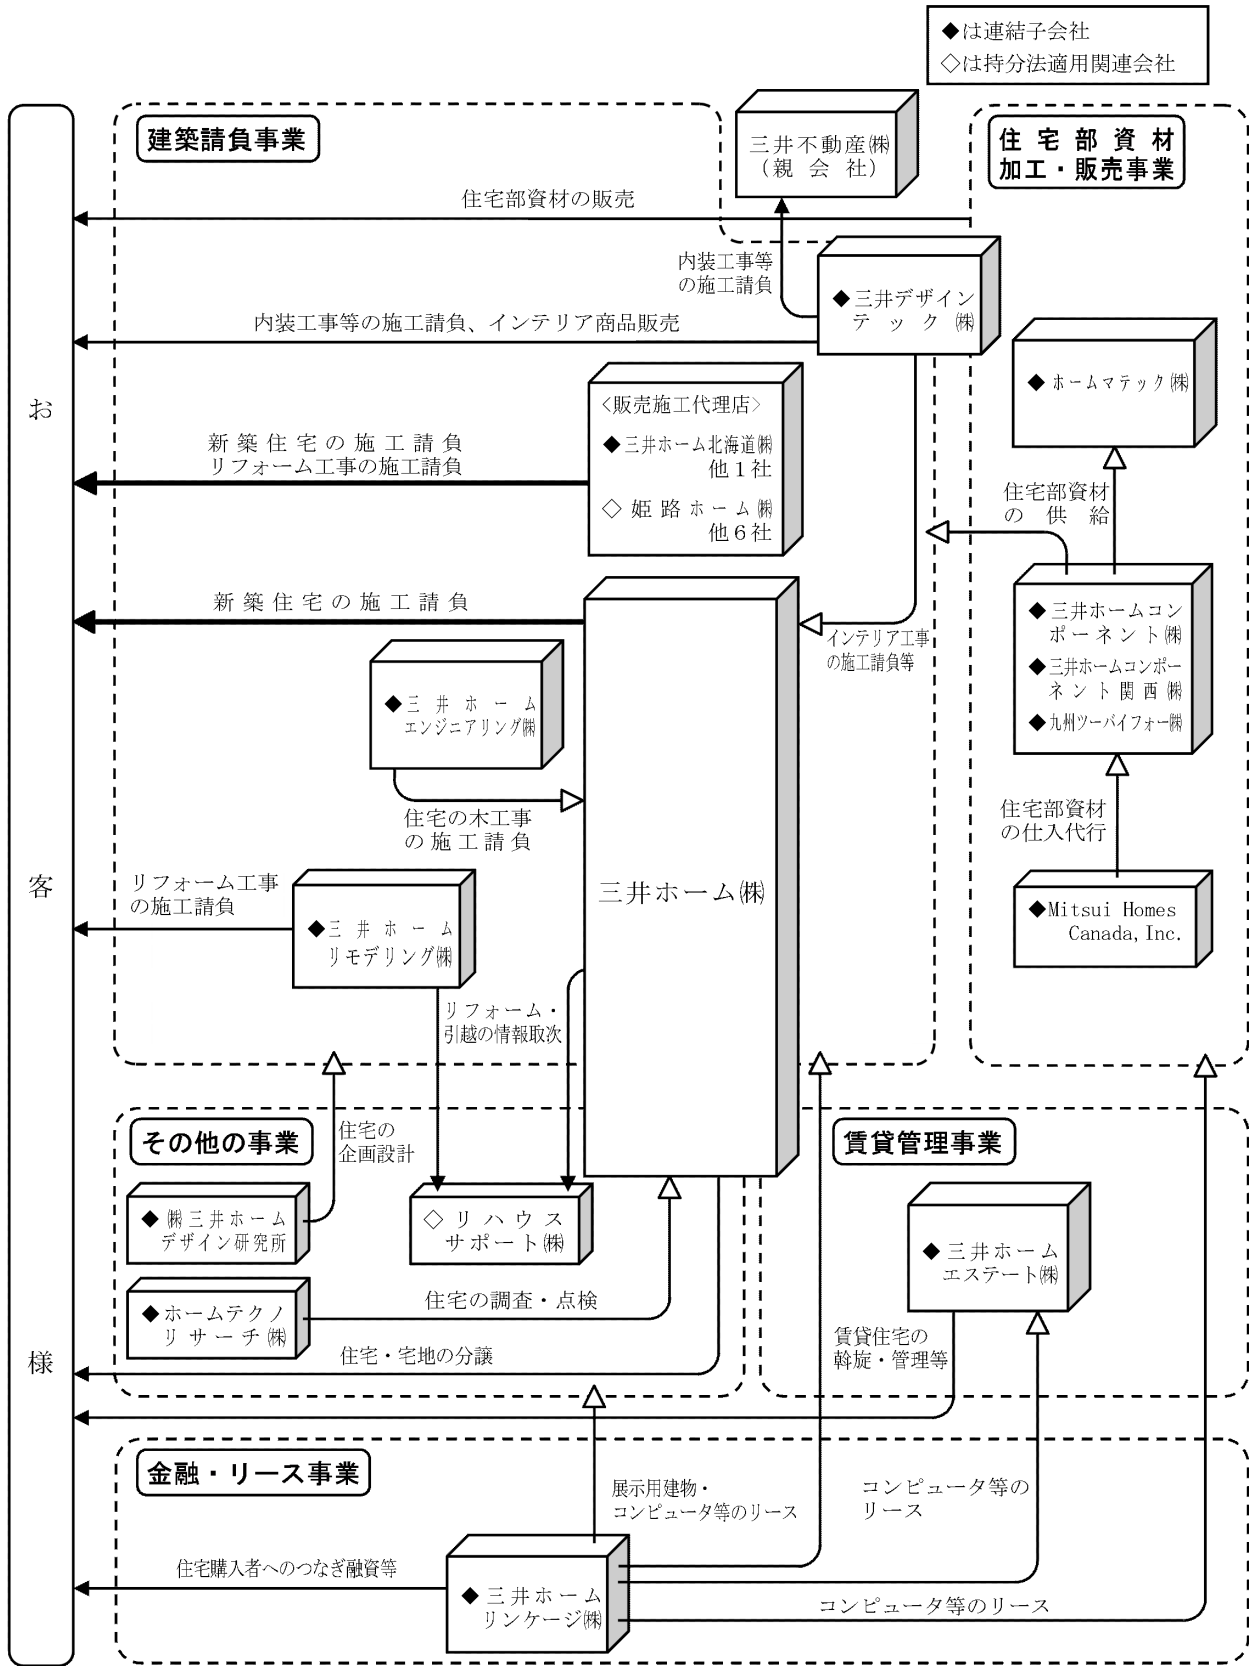 ◆は連結子会社
◇は持分法適用関連会社
お客様
建築請負事業
三井不動産㈱
（親会社）
住宅部資材
加工・販売事業
住宅部資材の販売
内装工事等
の施工請負
◆三井デザイン
テック㈱
内装工事等の施工請負、インテリア商品販売
◆ホームマテック㈱
<販売施工代理店>
◆三井ホーム北海道㈱
他１社
◇姫路ホーム㈱
他６社
新築住宅の施工請負
リフォーム工事の施工請負
住宅部資材
の供給
新築住宅の施工請負
インテリア工事
の施工請負等
◆三井ホームコン
ポーネント㈱
◆三井ホームコンポー
ネント関西㈱
◆九州ツーバイフォー㈱
◆三井ホーム
エンジニアリング㈱
住宅の木工事
の施工請負
住宅部資材
の仕入代行
三井ホーム㈱
リフォーム工事
の施工請負
◆三井ホーム
リモデリング㈱
◆Mitsui Homes
Canada, Inc.
リフォーム・
引越の情報取次
その他の事業
住宅の
企画設計
賃貸管理事業
◆㈱三井ホーム
デザイン研究所
◇リハウス
サポート㈱
◆三井ホーム
エステート㈱
◆ホームテクノ
リサーチ㈱
住宅の調査・点検
住宅・宅地の分譲
賃貸住宅の
斡旋・管理等
金融・リース事業
展示用建物・
コンピュータ等のリース
コンピュータ等の
リース
住宅購入者へのつなぎ融資等
◆三井ホーム
リンケージ㈱
コンピュータ等のリース